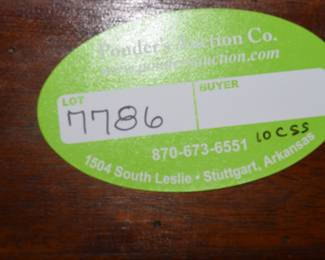 Ponder's Auction Co.
www.pondersauction.com
LOT
BUYER
7786
870-673-6551
10CSS
1504 South Leslie • Stuttgart, Arkansas